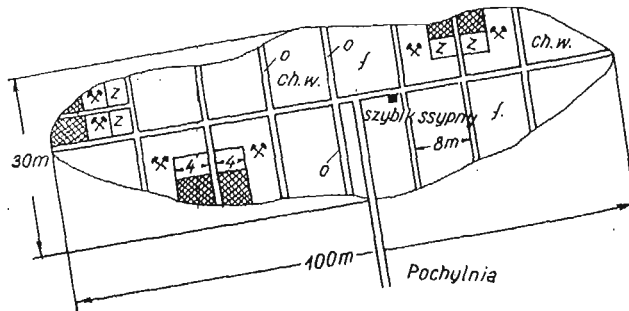 o
o
ch.w.
f
z
z
ch.w.
z
z
szybik ssypny
f.
8m
4
4
o
30m
100m
Pochylnia